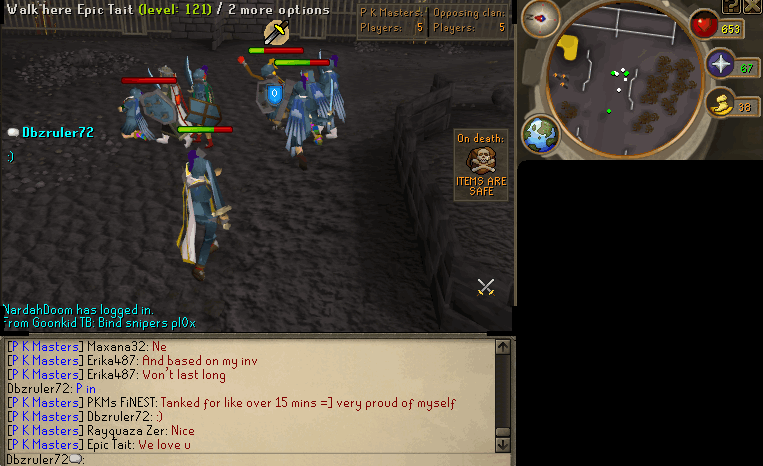 Walk here Epic Tait (level: 121) / 2 more options
P K Masters: Opposing clan:
Players: 5 Players: 5
653
67
38
0
Dbzruler72
:)
On death:
ITEMS ARE
SAFE
NardahDoom has logged in.
From Goonkid TB: Bind snipers pl0x
[P K Masters] Maxana32: Ne
[P K Masters] Erika487: And based on my inv
[P K Masters] Erika487: Won't last long
Dbzruler72: P in
[P K Masters] PKMs FiNEST: Tanked for like over 15 mins =] very proud of myself
[P K Masters] Dbzruler72: :)
[P K Masters] Rayquaza Zer: Nice
[P K Masters] Epic Tait: We love u
Dbzruler72: